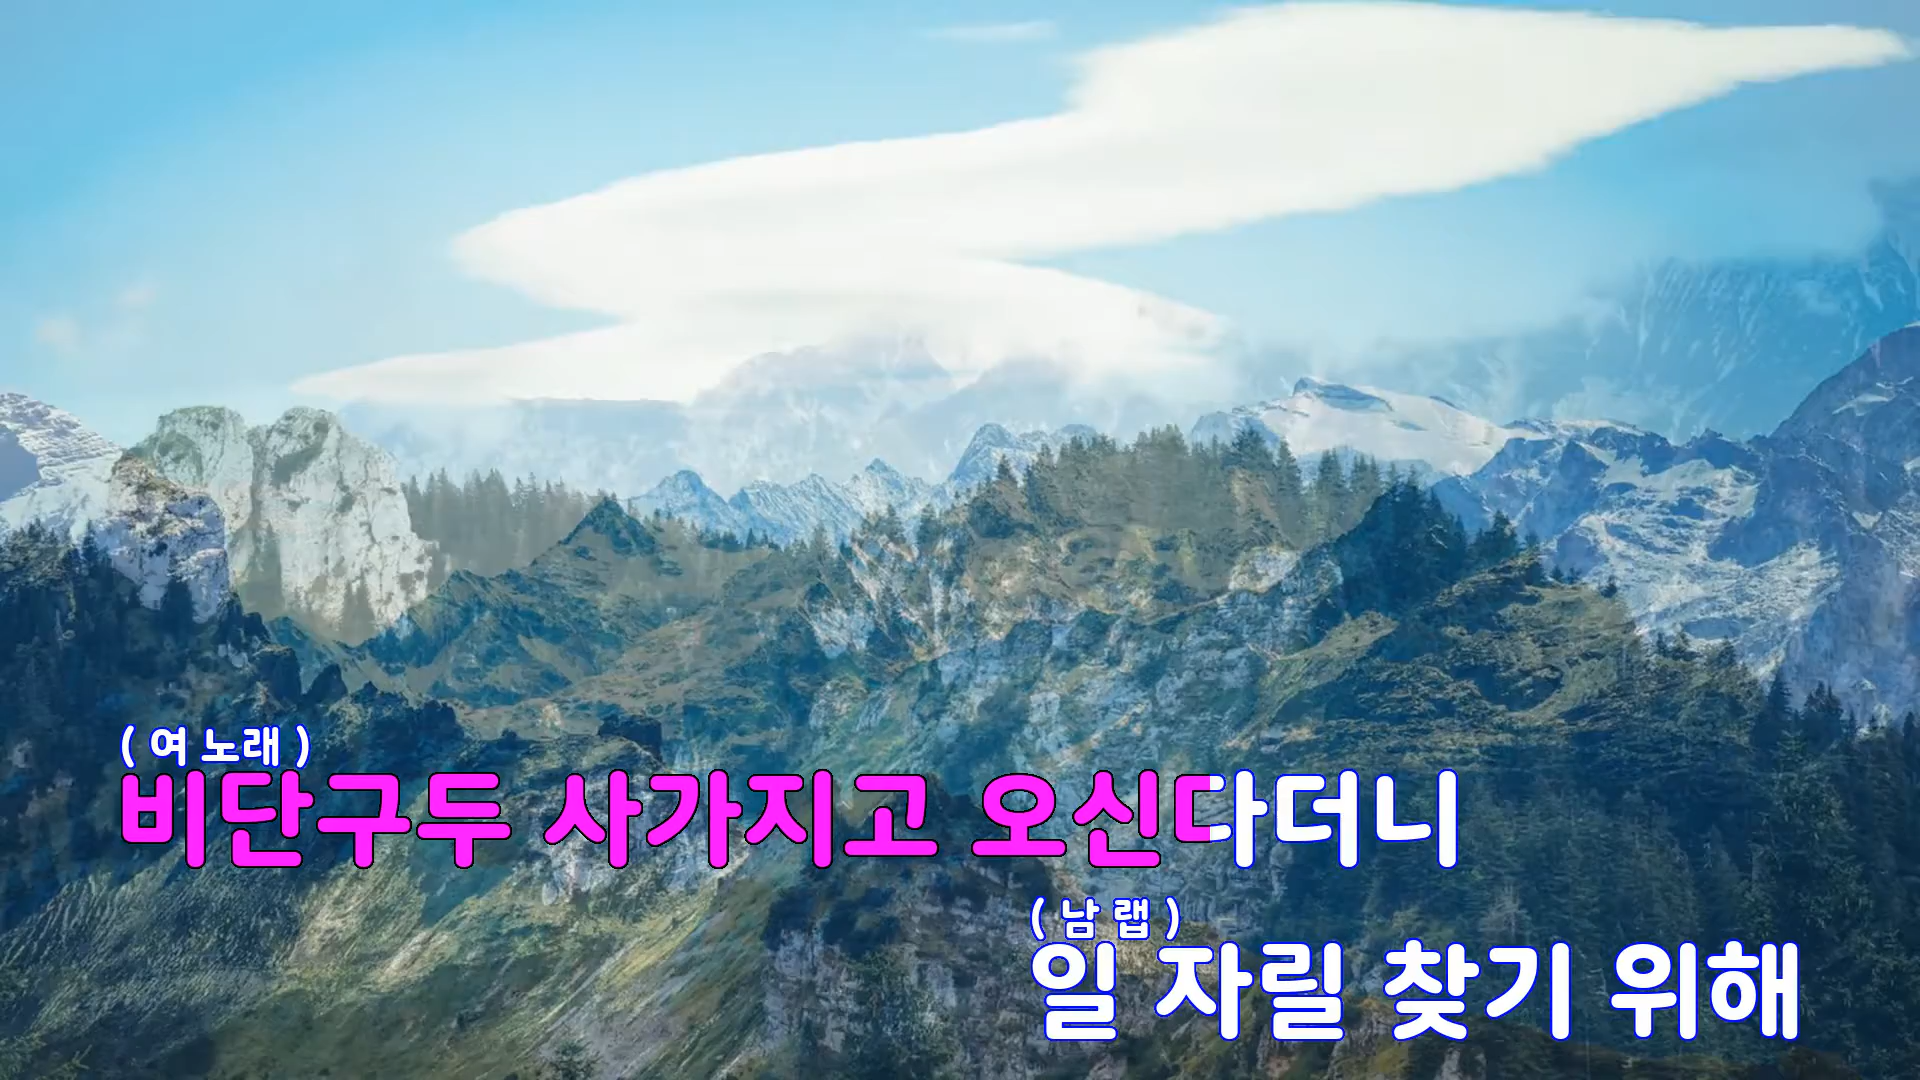 ( 여 노래 )
비단구두 사가지고 오신다더니
( 남 랩 )
일 자릴 찾기 위해